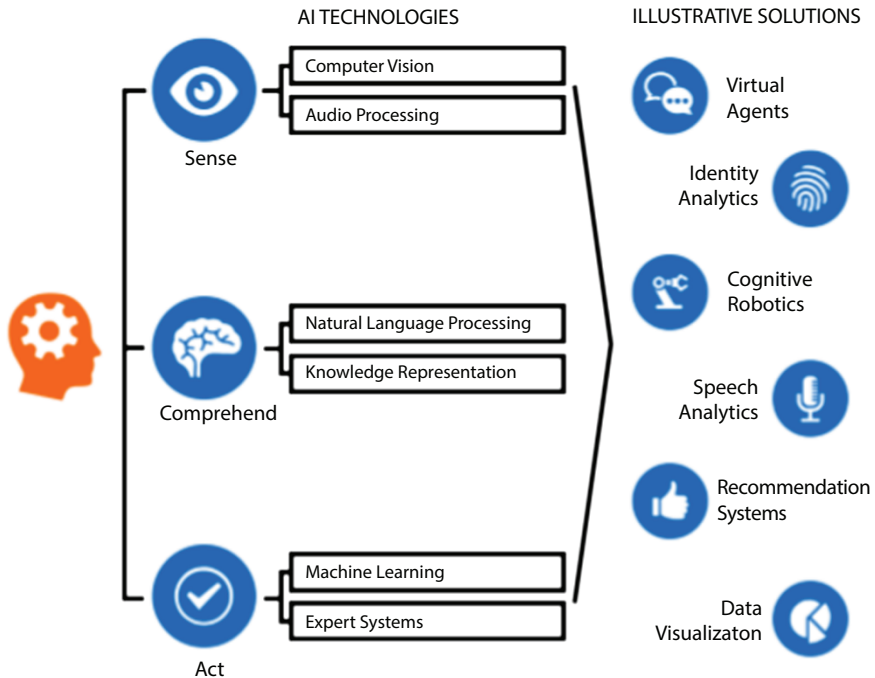 AI TECHNOLOGIES
ILLUSTRATIVE SOLUTIONS
Computer Vision
Audio Processing
Sense
Natural Language Processing
Knowledge Representation
Comprehend
Machine Learning
Expert Systems
Act
Virtual
Agents
Identity
Analytics
Cognitive
Robotics
Speech
Analytics
Recommendation
Systems
Data
Visualizaton